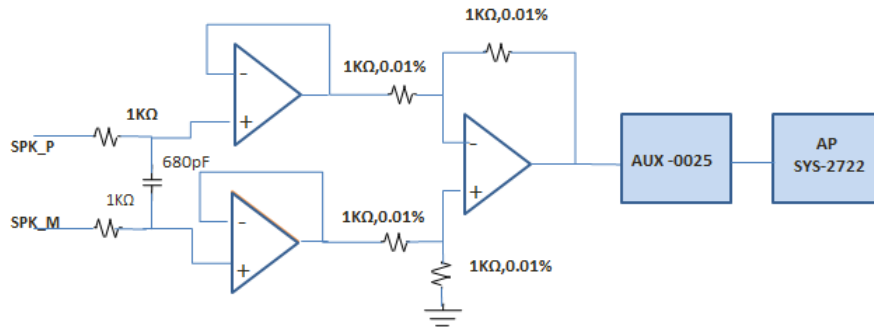 1KΩ,0.01%
1KΩ,0.01%
-
+
1KΩ
SPK_P
680pF
1KΩ
SPK_M
-
+
1KΩ,0.01%
-
+
1KΩ,0.01%
AUX -0025
AP
SYS-2722